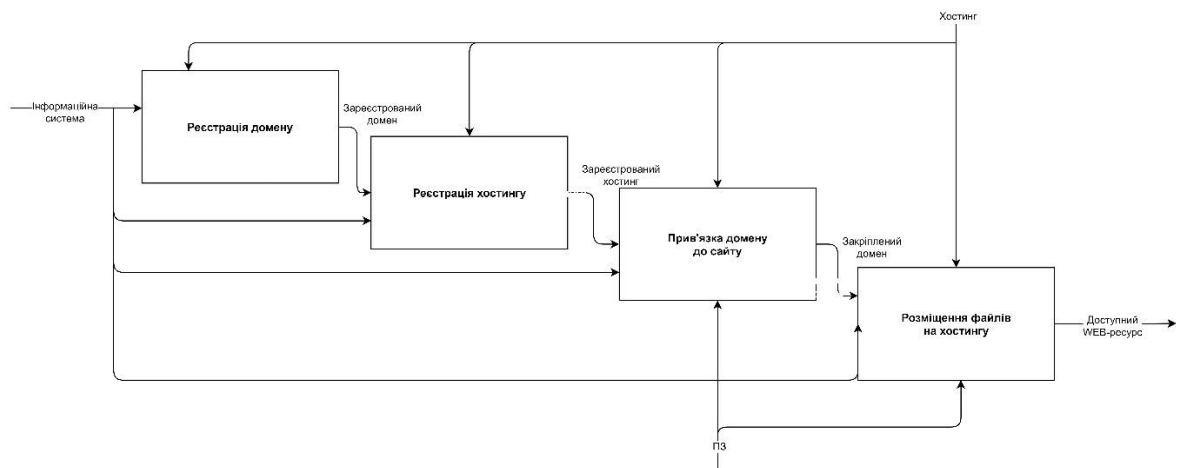 Хостинг
Інформаційна
система
Реєстрація домену
Зареєстрований
домен
Реєстрація хостингу
Зареєстрований
хостинг
Прив'язка домену
до сайту
Закріплений
домен
Розміщення файлів
на хостингу
Доступний
WEB-ресурс
ПЗ